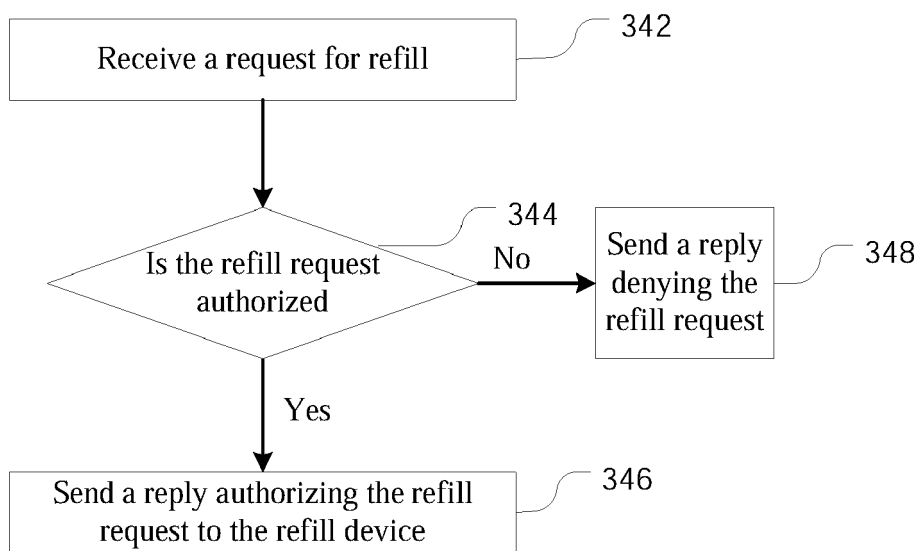 342
Receive a request for refill
344
Is the refill request
authorized
No
Send a reply
denying the
refill request
348
Yes
346
Send a reply authorizing the refill
request to the refill device